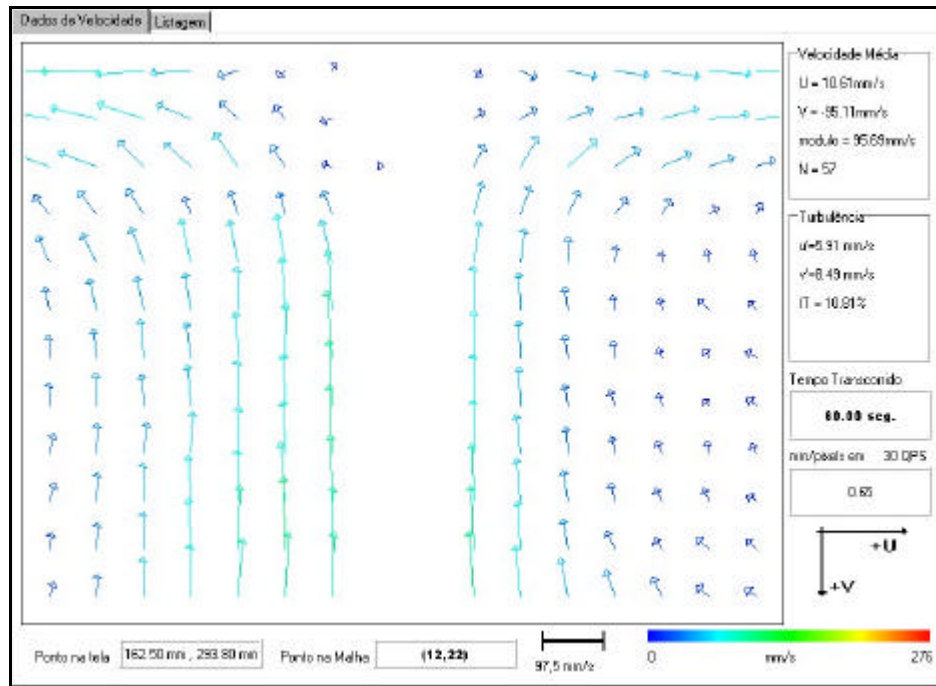 Dados de Velocidade
Listagem
Velocidade Média
U = 10.61mm/s
V = -95.11mm/s
modulo = 95.69mm/s
N = 57
Turbulência
u'=5.91 mm/s
v'=8.49 mm/s
IT = 10.81%
Tempo Transcorrido
60.00 seg.
mm/pixels em 30 QPS
0.65
+U
+V
Ponto na tela
162.50 mm , 293.80 mm
Ponto na Malha
(12,22)
97,5 mm/s
0 mm/s 276